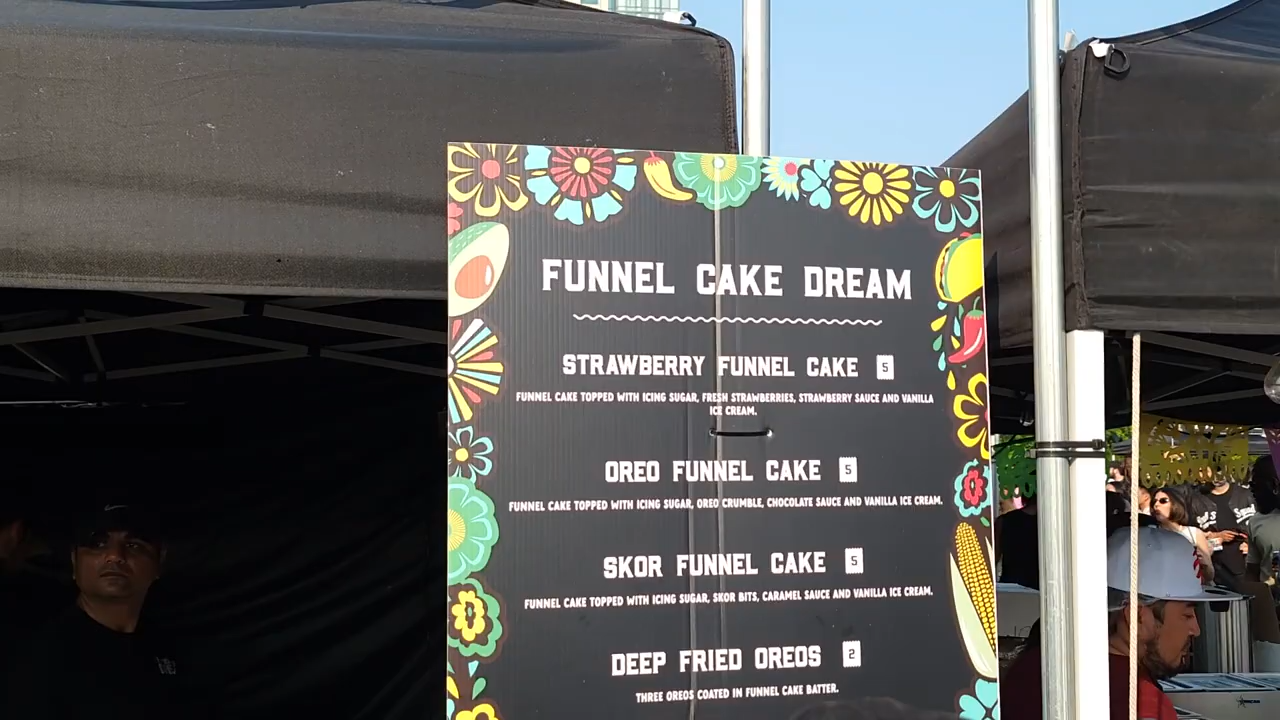 FUNNEL CAKE DREAM
STRAWBERRY FUNNEL CAKE 5
FUNNEL CAKE TOPPED WITH ICING SUGAR, FRESH STRAWBERRIES, STRAWBERRY SAUCE AND VANILLA
ICE CREAM.
OREO FUNNEL CAKE 5
FUNNEL CAKE TOPPED WITH ICING SUGAR, OREO CRUMBLE, CHOCOLATE SAUCE AND VANILLA ICE CREAM.
SKOR FUNNEL CAKE 5
FUNNEL CAKE TOPPED WITH ICING SUGAR, SKOR BITS, CARAMEL SAUCE AND VANILLA ICE CREAM.
DEEP FRIED OREOS 2
THREE OREOS COATED IN FUNNEL CAKE BATTER.